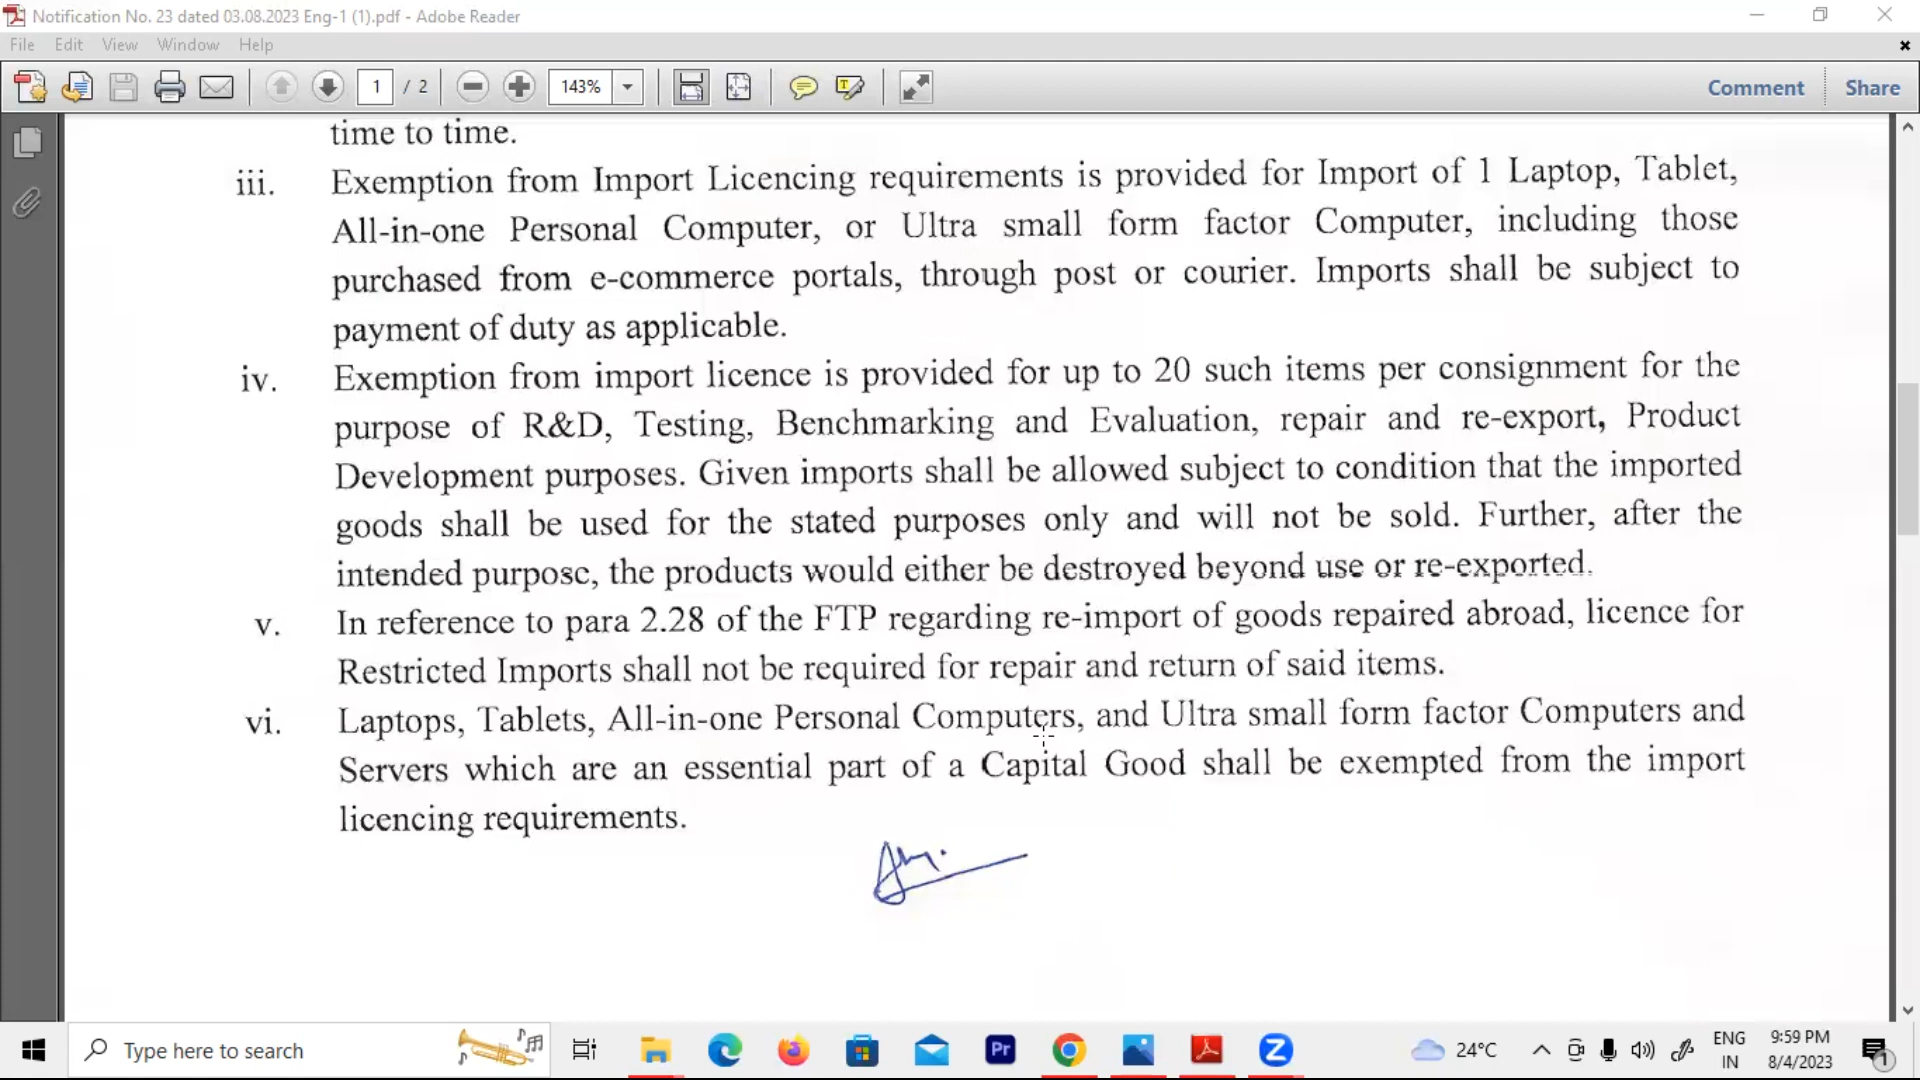 Notification No. 23 dated 03.08.2023 Eng-1 (1).pdf - Adobe Reader
File Edit View Window Help
1 / 2 143% Comment Share
time to time.
iii. Exemption from Import Licencing requirements is provided for Import of 1 Laptop, Tablet,
All-in-one Personal Computer, or Ultra small form factor Computer, including those
purchased from e-commerce portals, through post or courier. Imports shall be subject to
payment of duty as applicable.
iv. Exemption from import licence is provided for up to 20 such items per consignment for the
purpose of R&D, Testing, Benchmarking and Evaluation, repair and re-export, Product
Development purposes. Given imports shall be allowed subject to condition that the imported
goods shall be used for the stated purposes only and will not be sold. Further, after the
intended purpose, the products would either be destroyed beyond use or re-exported.
v. In reference to para 2.28 of the FTP regarding re-import of goods repaired abroad, licence for
Restricted Imports shall not be required for repair and return of said items.
vi. Laptops, Tablets, All-in-one Personal Computers, and Ultra small form factor Computers and
Servers which are an essential part of a Capital Good shall be exempted from the import
licencing requirements.
Type here to search
Pr
24°C
ENG
IN
9:59 PM
8/4/2023
1